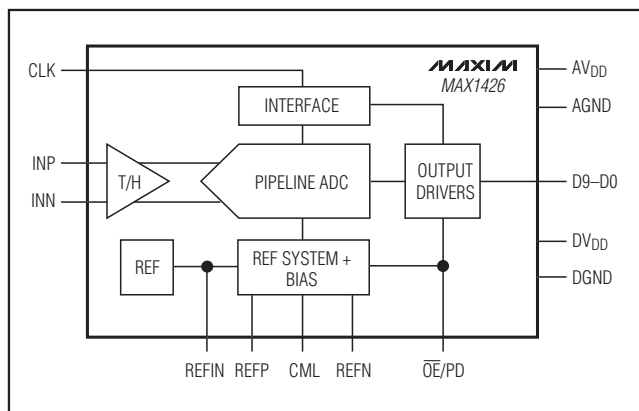 CLK
MAXIM
MAX1426
AVDD
INTERFACE
AGND
INP
T/H
PIPELINE ADC
OUTPUT
DRIVERS
D9–D0
INN
REF
REF SYSTEM +
BIAS
DVDD
DGND
REFIN REFP CML REFN O̅E̅/PD